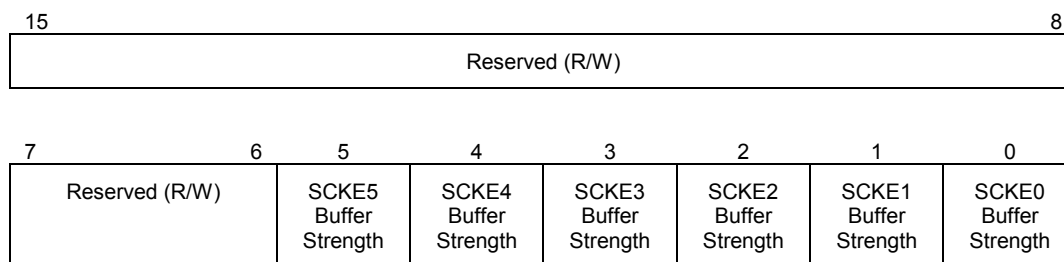 15 8
Reserved (R/W)
7 6 5 4 3 2 1 0
Reserved (R/W) SCKE5 SCKE4 SCKE3 SCKE2 SCKE1 SCKE0
Buffer Buffer Buffer Buffer Buffer Buffer
Strength Strength Strength Strength Strength Strength